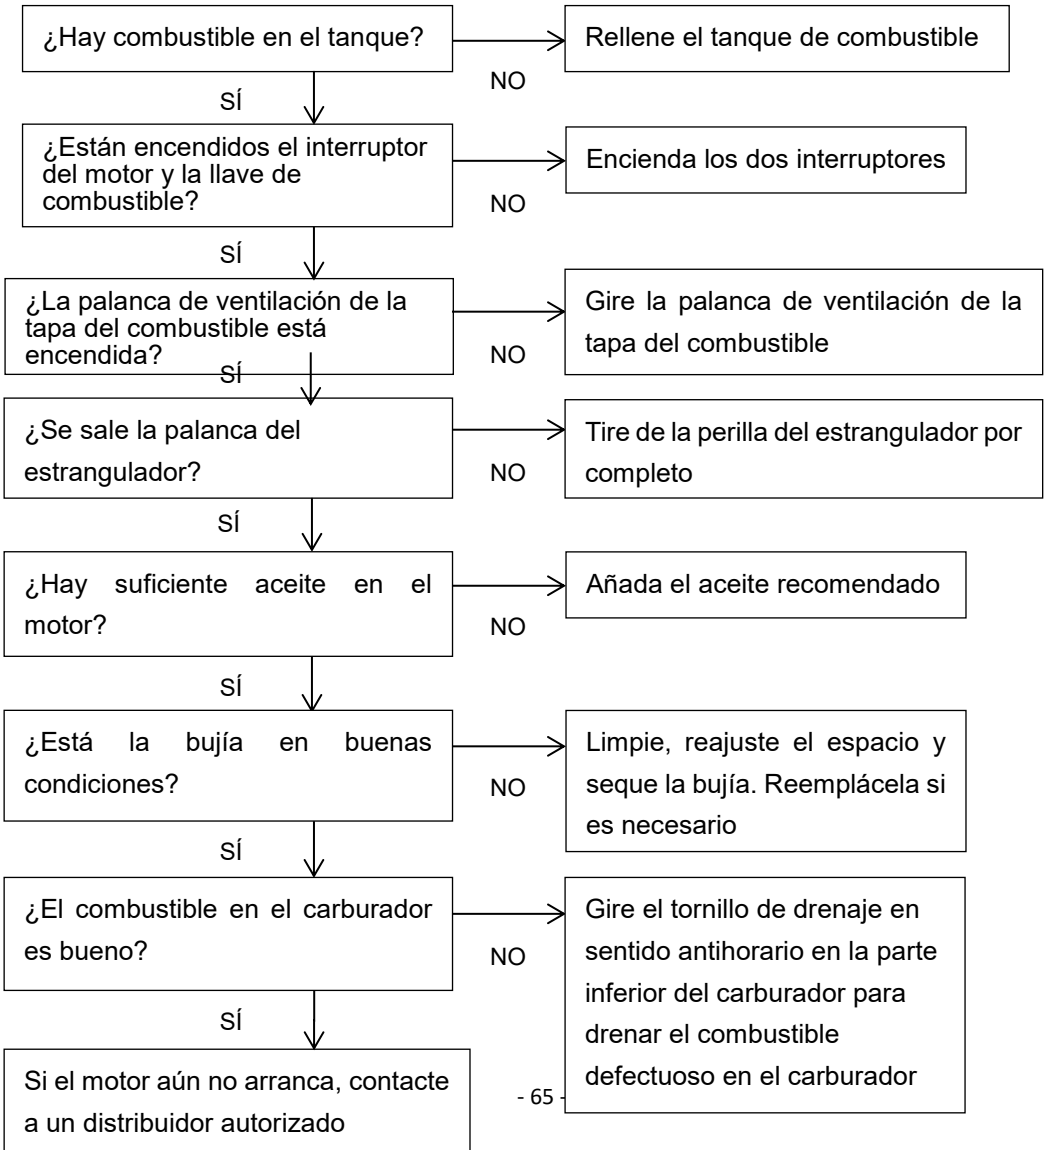 ¿Hay combustible en el tanque?
Rellene el tanque de combustible
NO
SÍ
¿Están encendidos el interruptor
del motor y la llave de
combustible?
Encienda los dos interruptores
NO
SÍ
¿La palanca de ventilación de la
tapa del combustible está
encendida?
Gire la palanca de ventilación de la
tapa del combustible
NO
SÍ
¿Se sale la palanca del
estrangulador?
Tire de la perilla del estrangulador por
completo
NO
SÍ
¿Hay suficiente aceite en el
motor?
Añada el aceite recomendado
NO
SÍ
¿Está la bujía en buenas
condiciones?
Limpie, reajuste el espacio y
seque la bujía. Reemplácela si
es necesario
NO
SÍ
¿El combustible en el carburador
es bueno?
Gire el tornillo de drenaje en
sentido antihorario en la parte
inferior del carburador para
drenar el combustible
defectuoso en el carburador
NO
SÍ
Si el motor aún no arranca, contacte
a un distribuidor autorizado
- 65 -